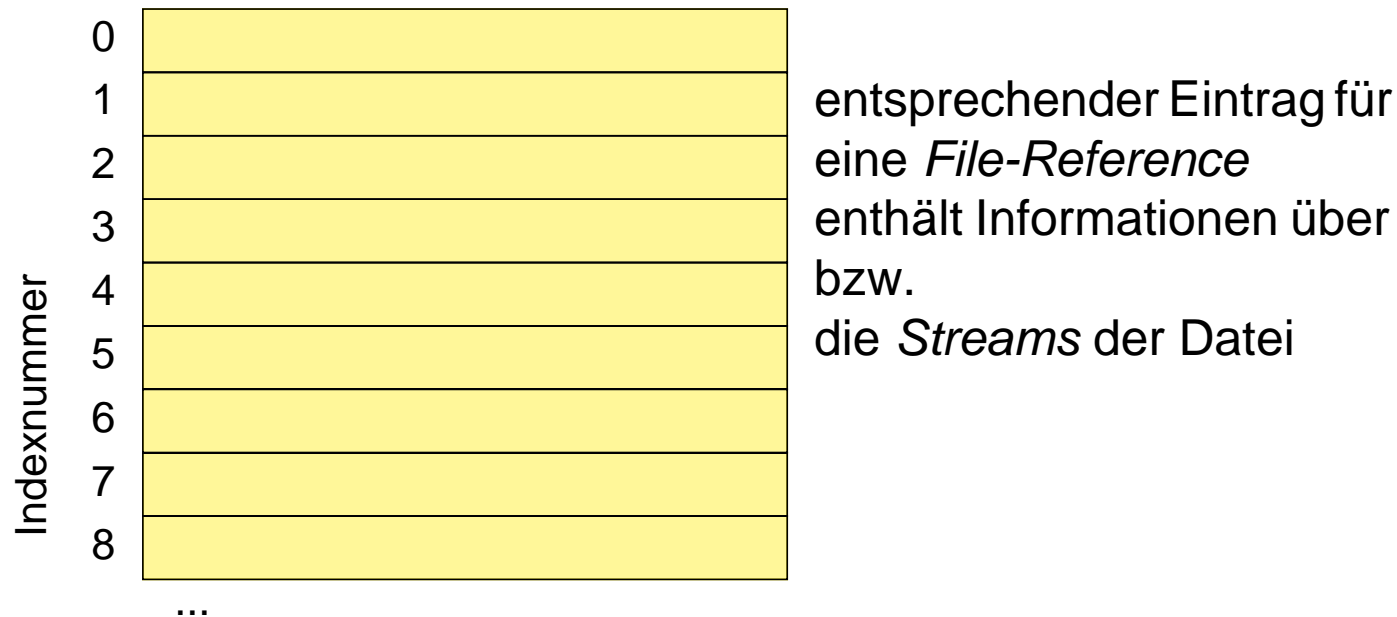 Indexnummer
0
1
2
3
4
5
6
7
8
...
entsprechender Eintrag für
eine File-Reference
enthält Informationen über
bzw.
die Streams der Datei